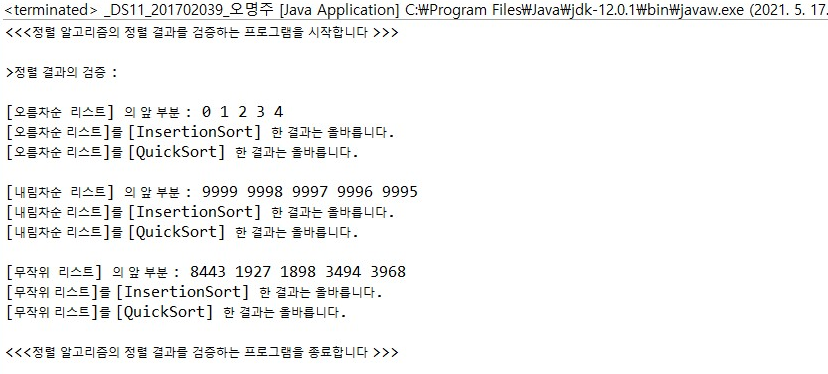 <terminated> _DS11_201702039_오명주 [Java Application] C:₩Program Files₩Java₩jdk-12.0.1₩bin₩javaw.exe (2021. 5. 17.
<<<정렬 알고리즘의 정렬 결과를 검증하는 프로그램을 시작합니다 >>>
>정렬 결과의 검증 :
[오름차순 리스트] 의 앞 부분 : 0 1 2 3 4
[오름차순 리스트]를 [InsertionSort] 한 결과는 올바릅니다.
[오름차순 리스트]를 [QuickSort] 한 결과는 올바릅니다.
[내림차순 리스트] 의 앞 부분 : 9999 9998 9997 9996 9995
[내림차순 리스트]를 [InsertionSort] 한 결과는 올바릅니다.
[내림차순 리스트]를 [QuickSort] 한 결과는 올바릅니다.
[무작위 리스트] 의 앞 부분 : 8443 1927 1898 3494 3968
[무작위 리스트]를 [InsertionSort] 한 결과는 올바릅니다.
[무작위 리스트]를 [QuickSort] 한 결과는 올바릅니다.
<<<정렬 알고리즘의 정렬 결과를 검증하는 프로그램을 종료합니다 >>>